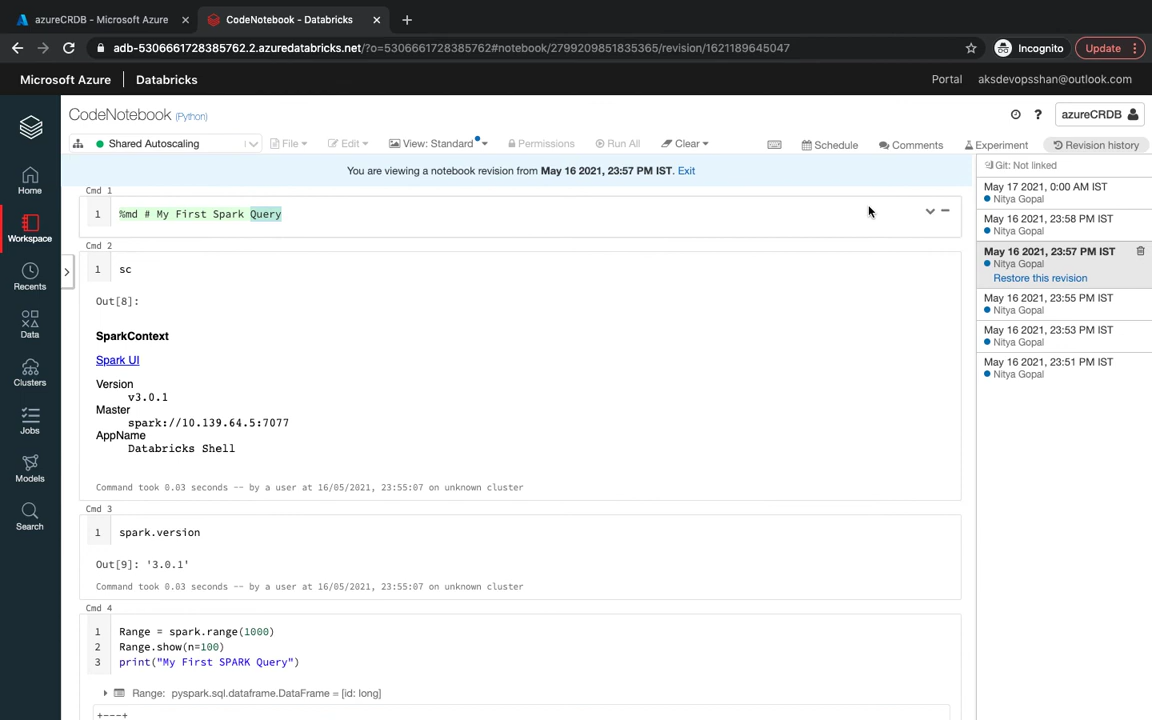 azureCRDB - Microsoft Azure
CodeNotebook - Databricks
adb-5306661728385762.2.azuredatabricks.net/?o=5306661728385762#notebook/2799209851835365/revision/1621189645047
Incognito
Update
Microsoft Azure
Databricks
Portal
aksdevopsshan@outlook.com
CodeNotebook (Python)
?
azureCRDB
Shared Autoscaling
File
Edit
View: Standard
Permissions
Run All
Clear
Schedule
Comments
Experiment
Revision history
You are viewing a notebook revision from May 16 2021, 23:57 PM IST. Exit
Git: Not linked
May 17 2021, 0:00 AM IST
Nitya Gopal
May 16 2021, 23:58 PM IST
Nitya Gopal
May 16 2021, 23:57 PM IST
Nitya Gopal
Restore this revision
May 16 2021, 23:55 PM IST
Nitya Gopal
May 16 2021, 23:53 PM IST
Nitya Gopal
May 16 2021, 23:51 PM IST
Nitya Gopal
Home
Workspace
Recents
Data
Clusters
Jobs
Models
Search
Cmd 1
1 %md # My First Spark Query
Cmd 2
1 sc
Out[8]:
SparkContext
Spark UI
Version
v3.0.1
Master
spark://10.139.64.5:7077
AppName
Databricks Shell
Command took 0.03 seconds -- by a user at 16/05/2021, 23:55:07 on unknown cluster
Cmd 3
1 spark.version
Out[9]: '3.0.1'
Command took 0.03 seconds -- by a user at 16/05/2021, 23:55:07 on unknown cluster
Cmd 4
1 Range = spark.range(1000)
2 Range.show(n=100)
3 print("My First SPARK Query")
Range: pyspark.sql.dataframe.DataFrame = [id: long]
+---+